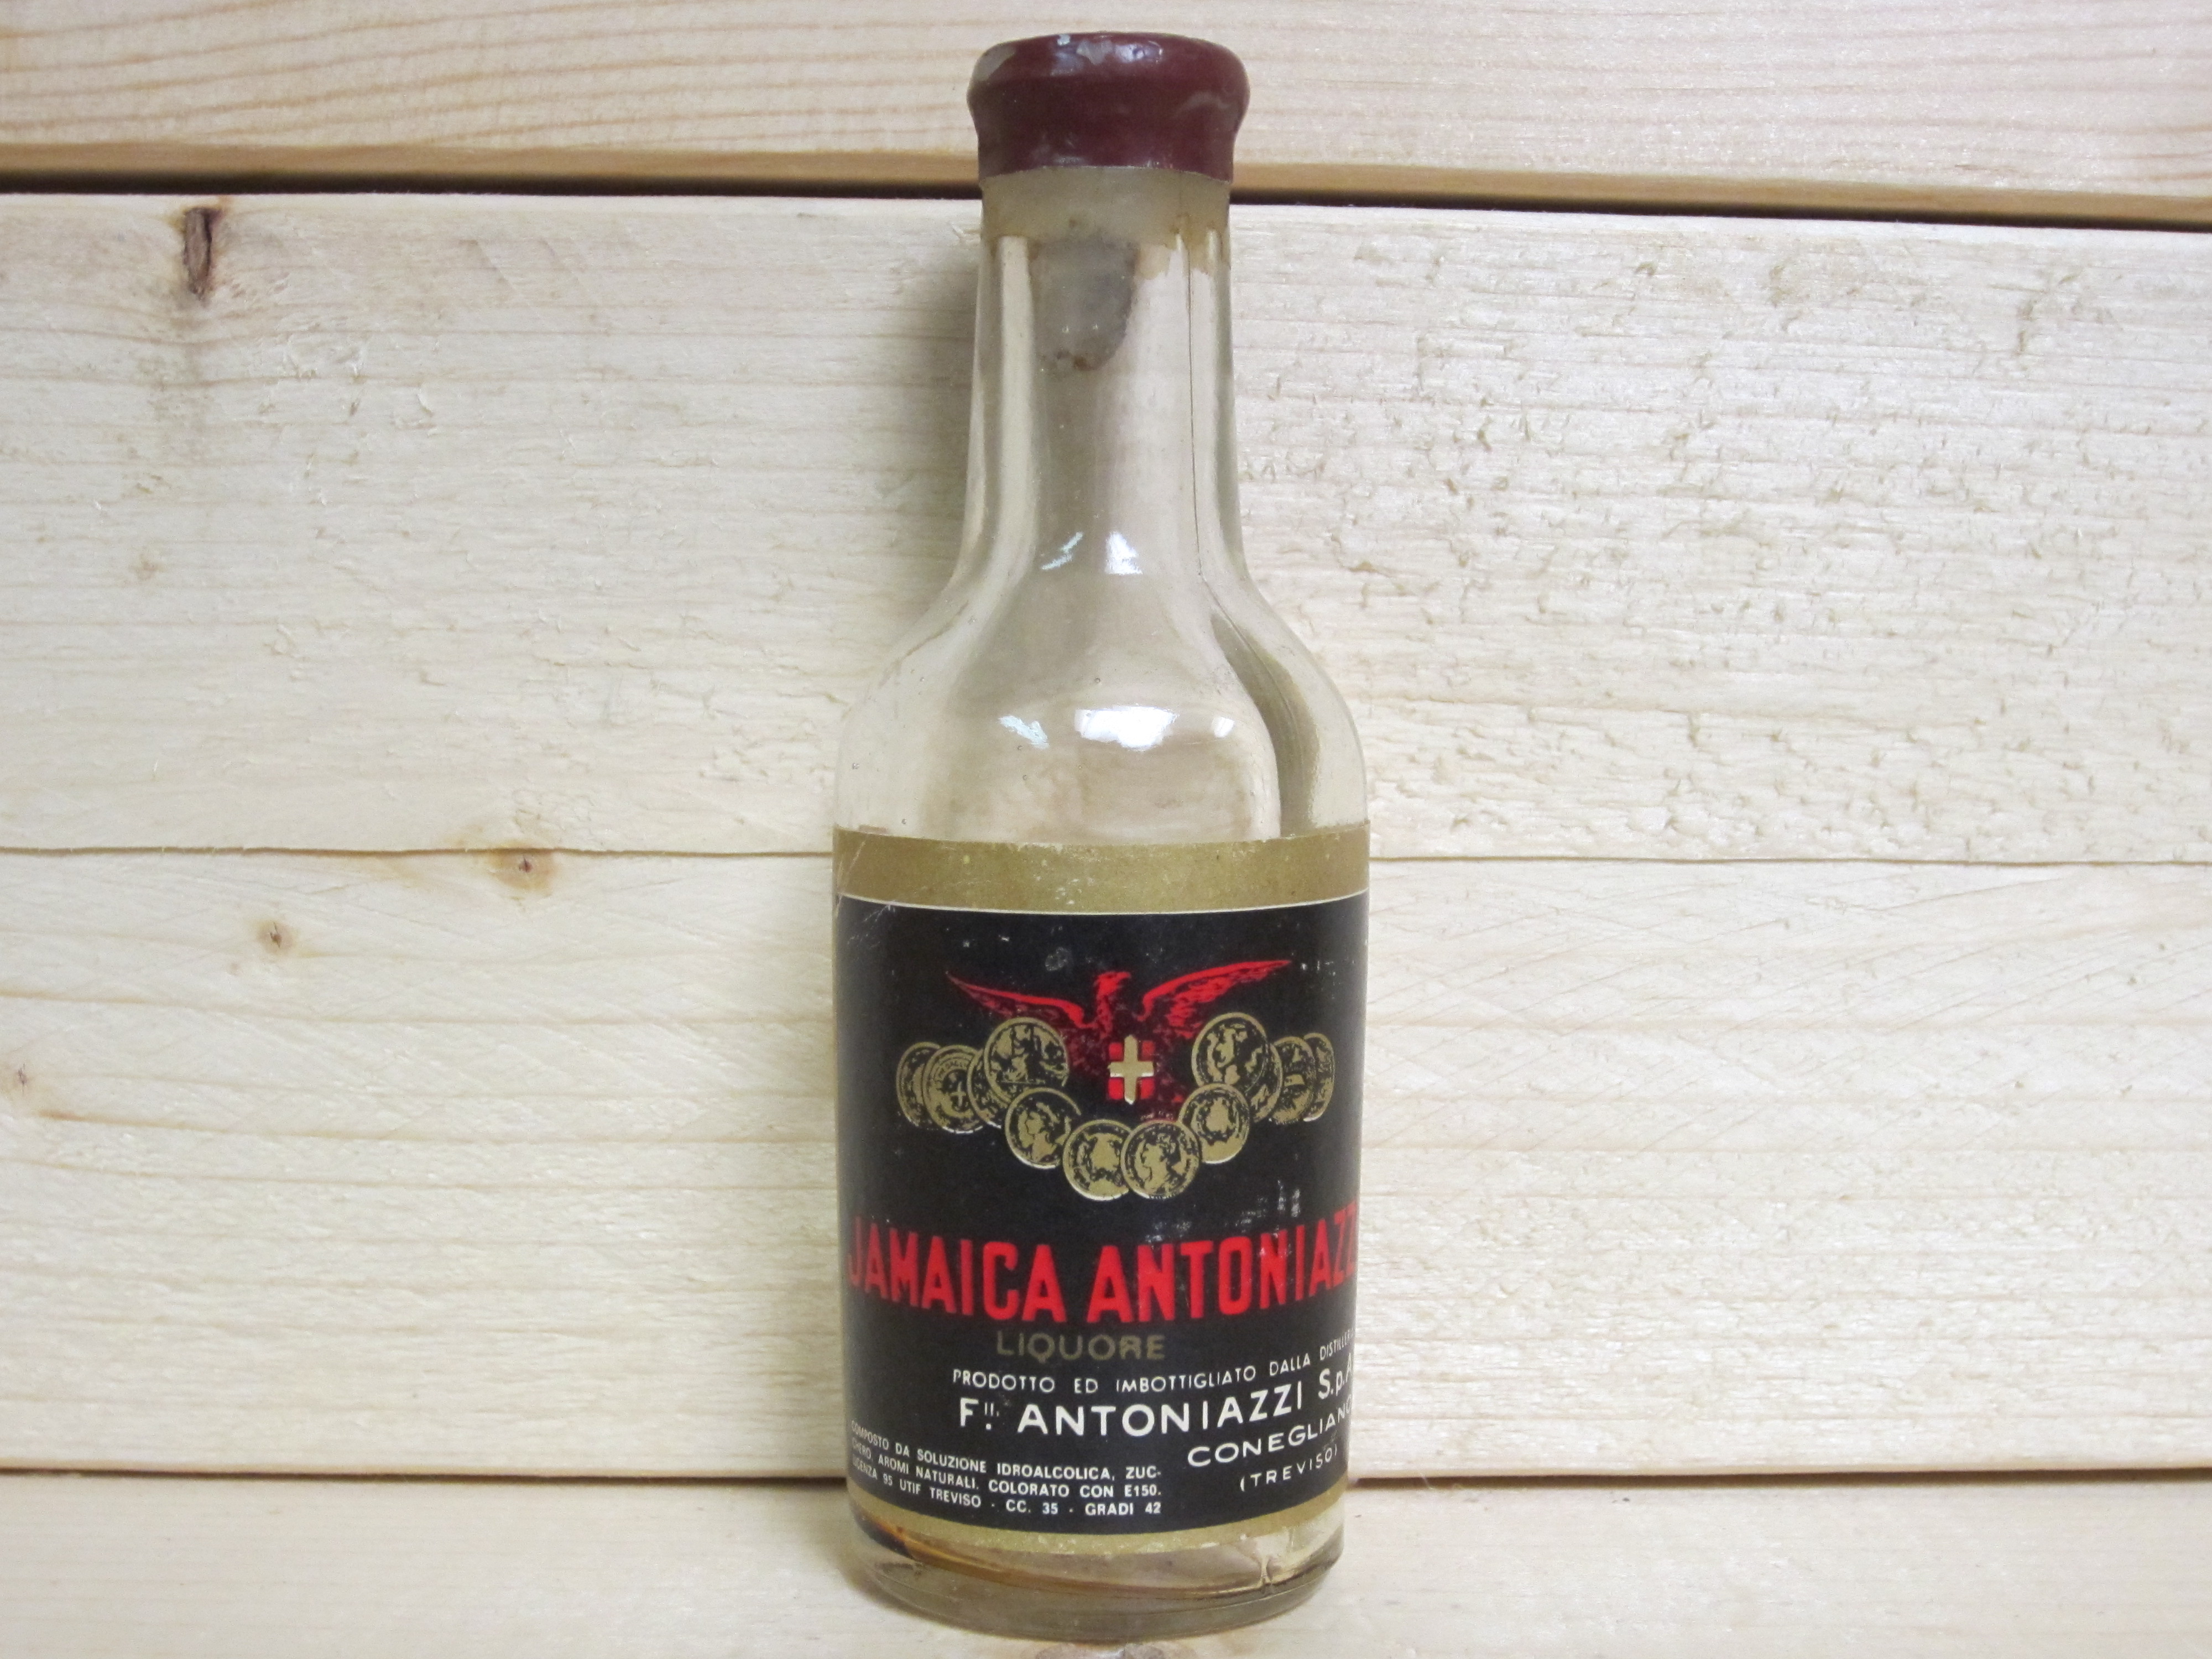 JAMAICA ANTONIAZZ
LIQUORE
PRODOTTO ED IMBOTTIGLIATO DALLA
F.lli ANTONIAZZI S.p.A
CONEGLIANO
(TREVISO)
COMPOSTO DA SOLUZIONE IDROALCOLICA, ZUC-
CHERO, AROMI NATURALI. COLORATO CON E150.
LICENZA 95 UTIF TREVISO - CC. 35 - GRADI 42